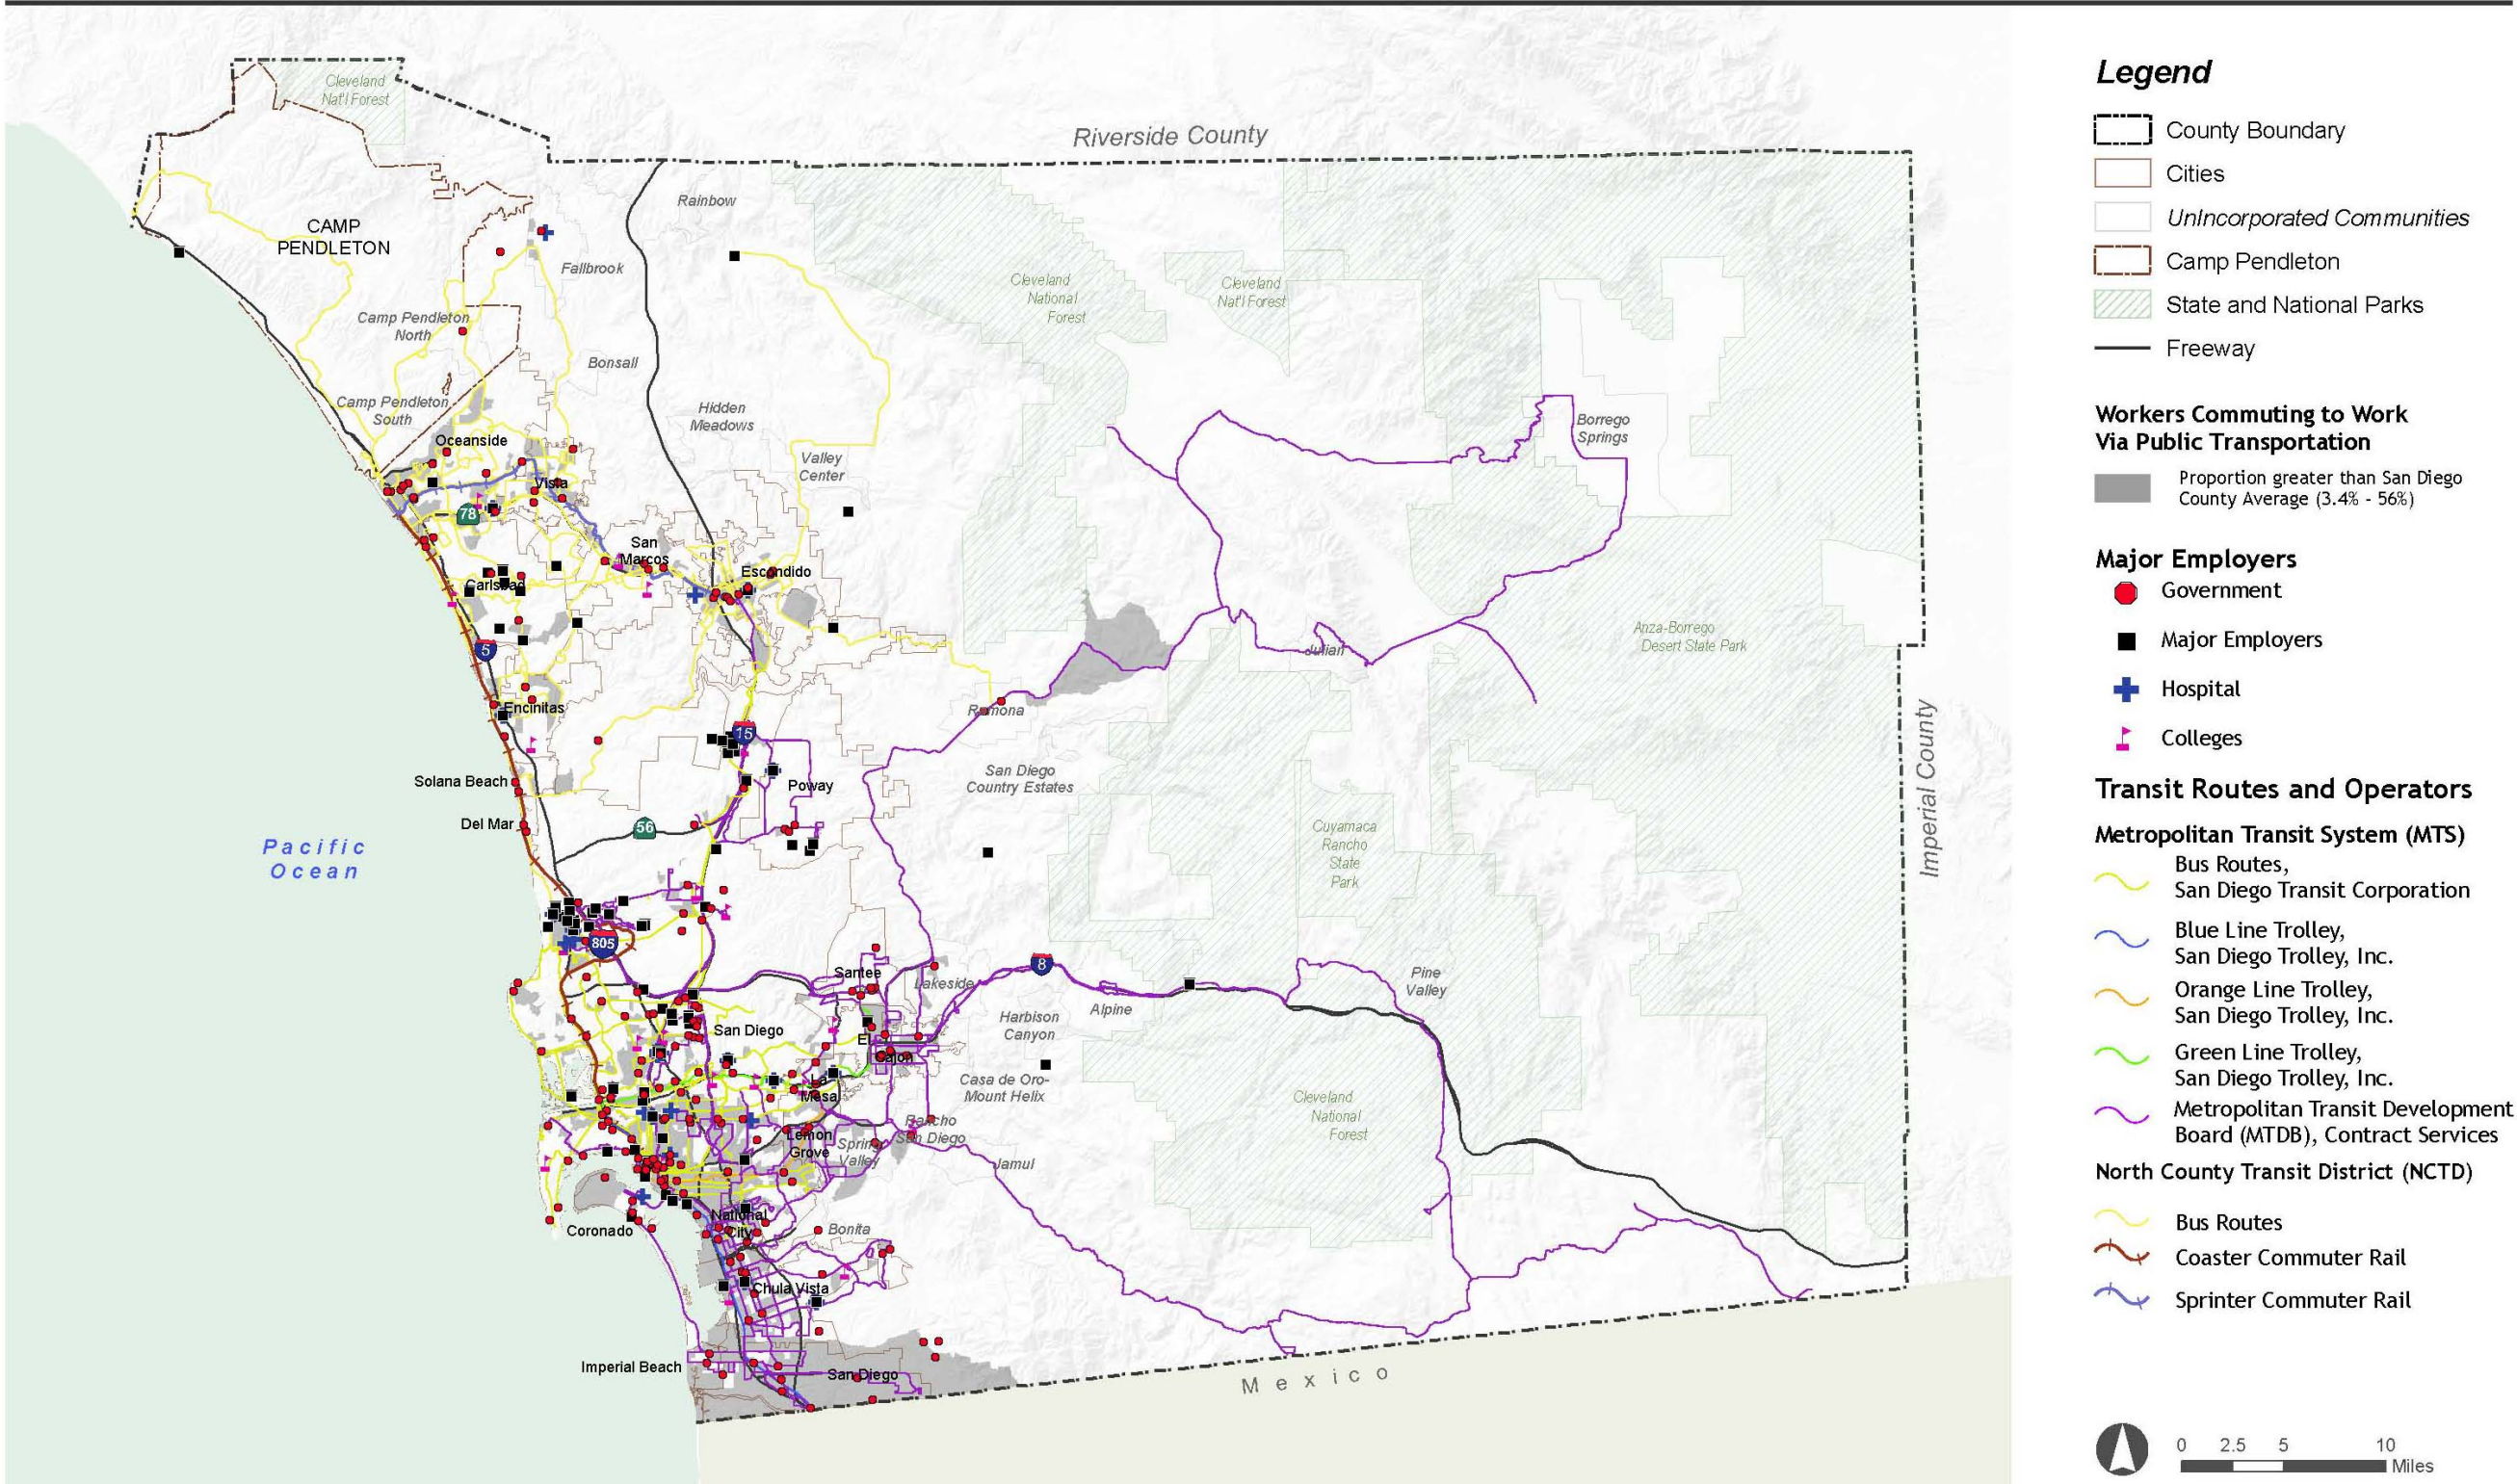 Cleveland
Nat'l Forest
Riverside County
Rainbow
CAMP
PENDLETON
Fallbrook
Cleveland
National
Forest
Cleveland
Nat'l Forest
Camp Pendleton
North
Bonsall
Camp Pendleton
South
Hidden
Meadows
Borrego
Springs
Oceanside
Valley
Center
Vista
78
San
Marcos
Escondido
Carlsbad
5
Anza-Borrego
Desert State Park
Julian
Encinitas
Ramona
15
Imperial County
Solana Beach
Poway
San Diego
Country Estates
Del Mar
56
Pacific
Ocean
Cuyamaca
Rancho
State
Park
805
8
Santee
Lakeside
Pine
Valley
Alpine
San Diego
Harbison
Canyon
El
Cajon
La
Mesa
Casa de Oro-
Mount Helix
Cleveland
National
Forest
Lemon
Grove
Spring
Valley
Rancho
San Diego
Jamul
Coronado
National
City
Bonita
Chula Vista
Imperial Beach
San Diego
Mexico
Legend
County Boundary
Cities
UnIncorporated Communities
Camp Pendleton
State and National Parks
Freeway
Workers Commuting to Work
Via Public Transportation
Proportion greater than San Diego
County Average (3.4% - 56%)
Major Employers
Government
Major Employers
Hospital
Colleges
Transit Routes and Operators
Metropolitan Transit System (MTS)
Bus Routes,
San Diego Transit Corporation
Blue Line Trolley,
San Diego Trolley, Inc.
Orange Line Trolley,
San Diego Trolley, Inc.
Green Line Trolley,
San Diego Trolley, Inc.
Metropolitan Transit Development
Board (MTDB), Contract Services
North County Transit District (NCTD)
Bus Routes
Coaster Commuter Rail
Sprinter Commuter Rail
0 2.5 5 10
Miles